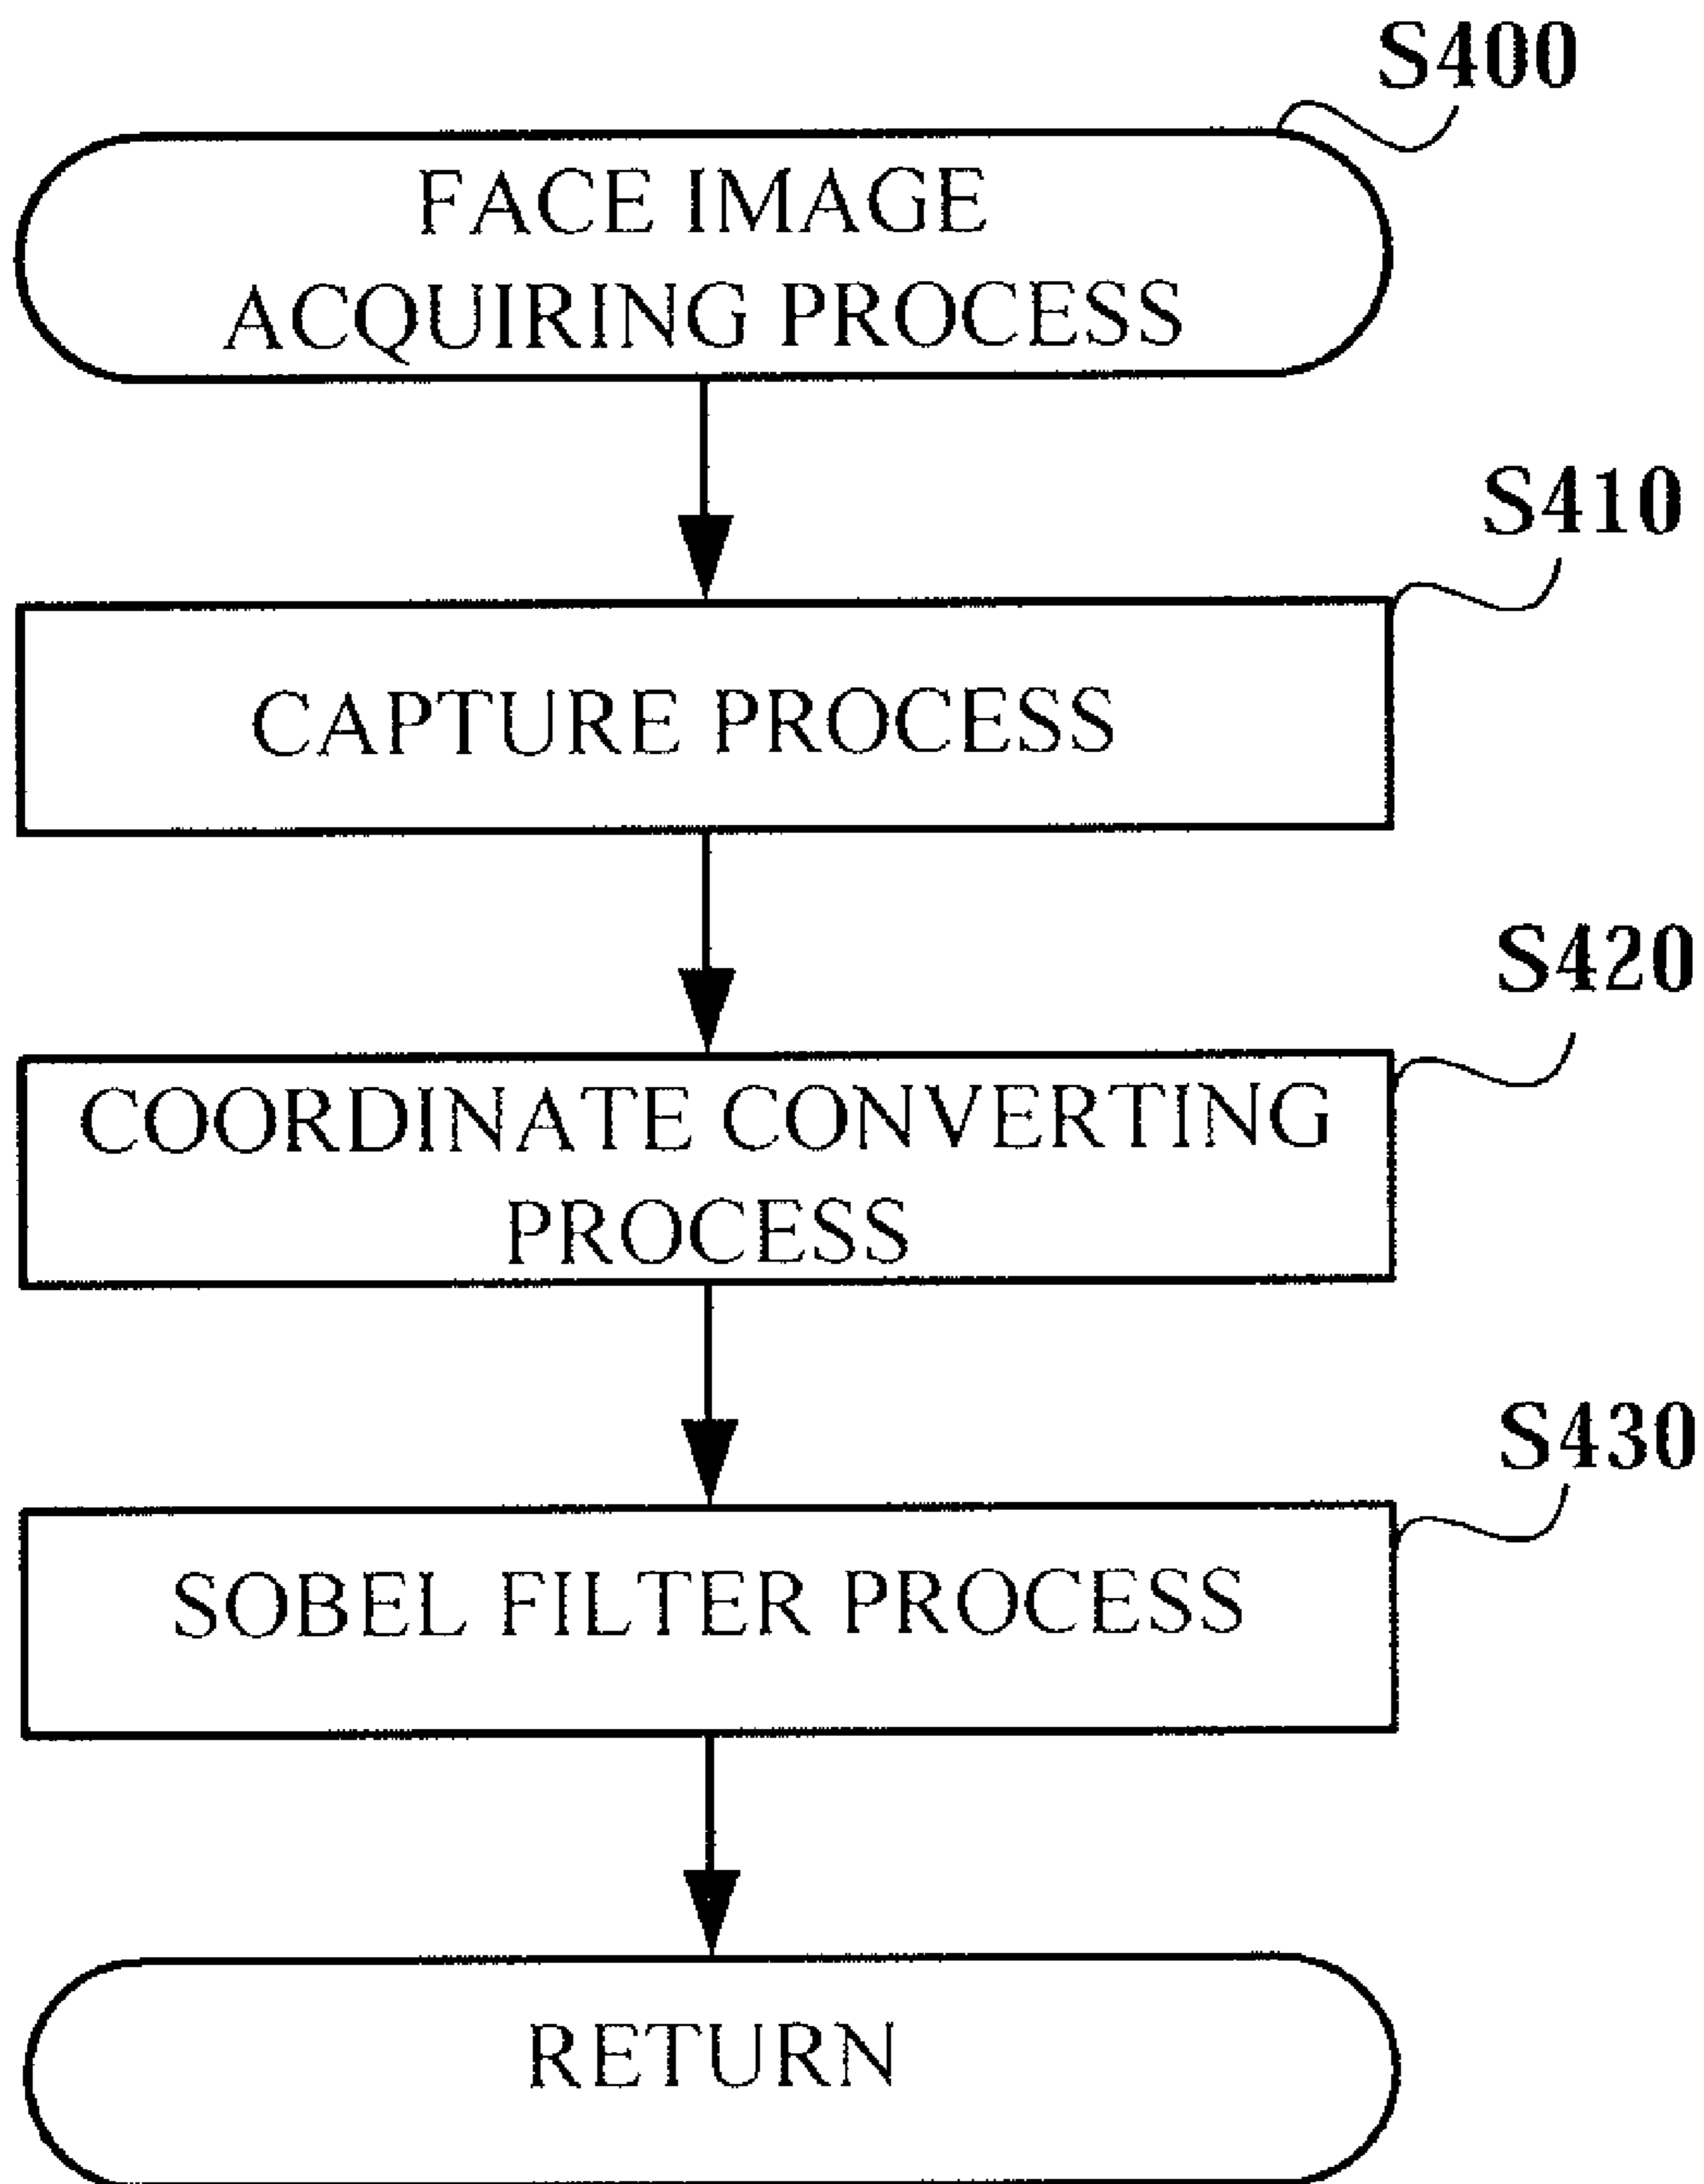 S400
FACE IMAGE
ACQUIRING PROCESS
S410
CAPTURE PROCESS
S420
COORDINATE CONVERTING
PROCESS
S430
SOBEL FILTER PROCESS
RETURN